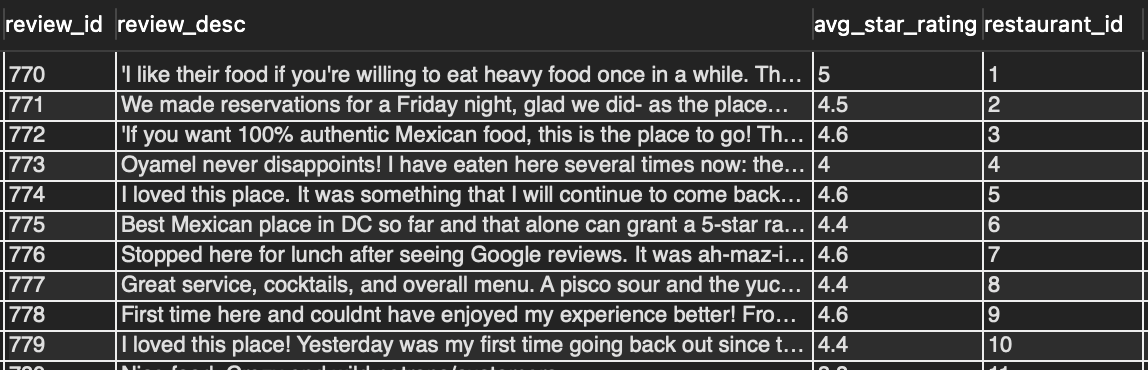 review_id review_desc avg_star_rating restaurant_id
770 'I like their food if you're willing to eat heavy food once in a while. Th... 5 1
771 We made reservations for a Friday night, glad we did- as the place... 4.5 2
772 'If you want 100% authentic Mexican food, this is the place to go! Th... 4.6 3
773 Oyamel never disappoints! I have eaten here several times now: the... 4 4
774 I loved this place. It was something that I will continue to come back... 4.6 5
775 Best Mexican place in DC so far and that alone can grant a 5-star ra... 4.4 6
776 Stopped here for lunch after seeing Google reviews. It was ah-maz-i... 4.6 7
777 Great service, cocktails, and overall menu. A pisco sour and the yuc... 4.4 8
778 First time here and couldnt have enjoyed my experience better! Fro... 4.6 9
779 I loved this place! Yesterday was my first time going back out since t... 4.4 10